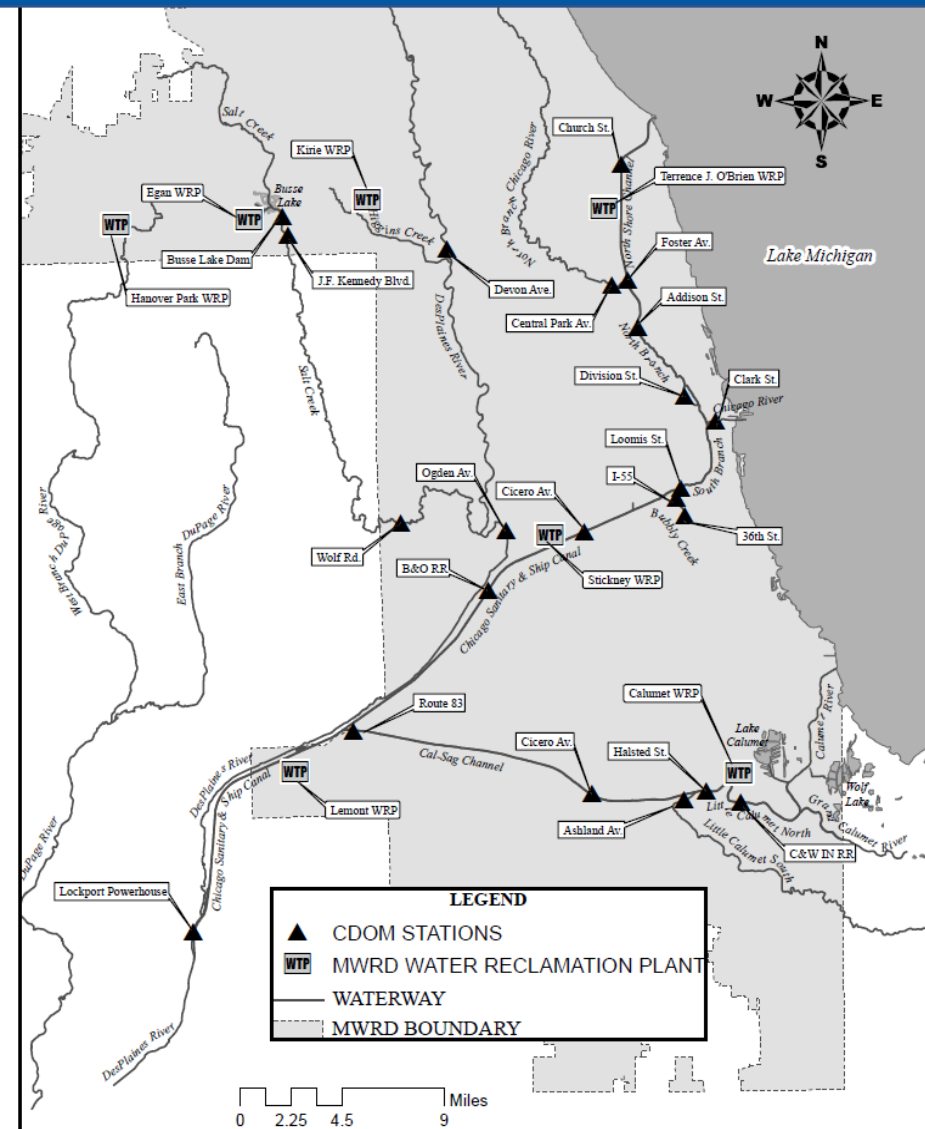 N
W E
S
Church St.
Salt Creek
Kirie WRP
North Branch Chicago River
North Shore Channel
Terrence J. O'Brien WRP
Egan WRP
Busse
Lake
WTP
WTP
WTP
WTP
Higgins Creek
Foster Av.
Lake Michigan
Busse Lake Dam
J.F. Kennedy Blvd.
Devon Ave.
Addison St.
Hanover Park WRP
Central Park Av.
DesPlaines River
North Branch
Division St.
Clark St.
Chicago River
Salt Creek
Loomis St.
South Branch
Ogden Av.
Cicero Av.
I-55
Bubbly Creek
36th St.
West Branch DuPage River
DuPage River
East Branch
Wolf Rd.
WTP
Stickney WRP
B&O RR
Chicago Sanitary & Ship Canal
Route 83
Calumet WRP
Lake
Calumet
Calumet River
Cal-Sag Channel
Cicero Av.
Halsted St.
WTP
Wolf
Lake
DesPlaines River
Ship Canal
WTP
Lemont WRP
Ashland Av.
Little Calumet North
Grand Calumet River
C&W IN RR
Little Calumet South
DuPage River
Chicago Sanitary &
Lockport Powerhouse
LEGEND
CDOM STATIONS
WTP MWRD WATER RECLAMATION PLANT
WATERWAY
MWRD BOUNDARY
DesPlaines River
Miles
0 2.25 4.5 9